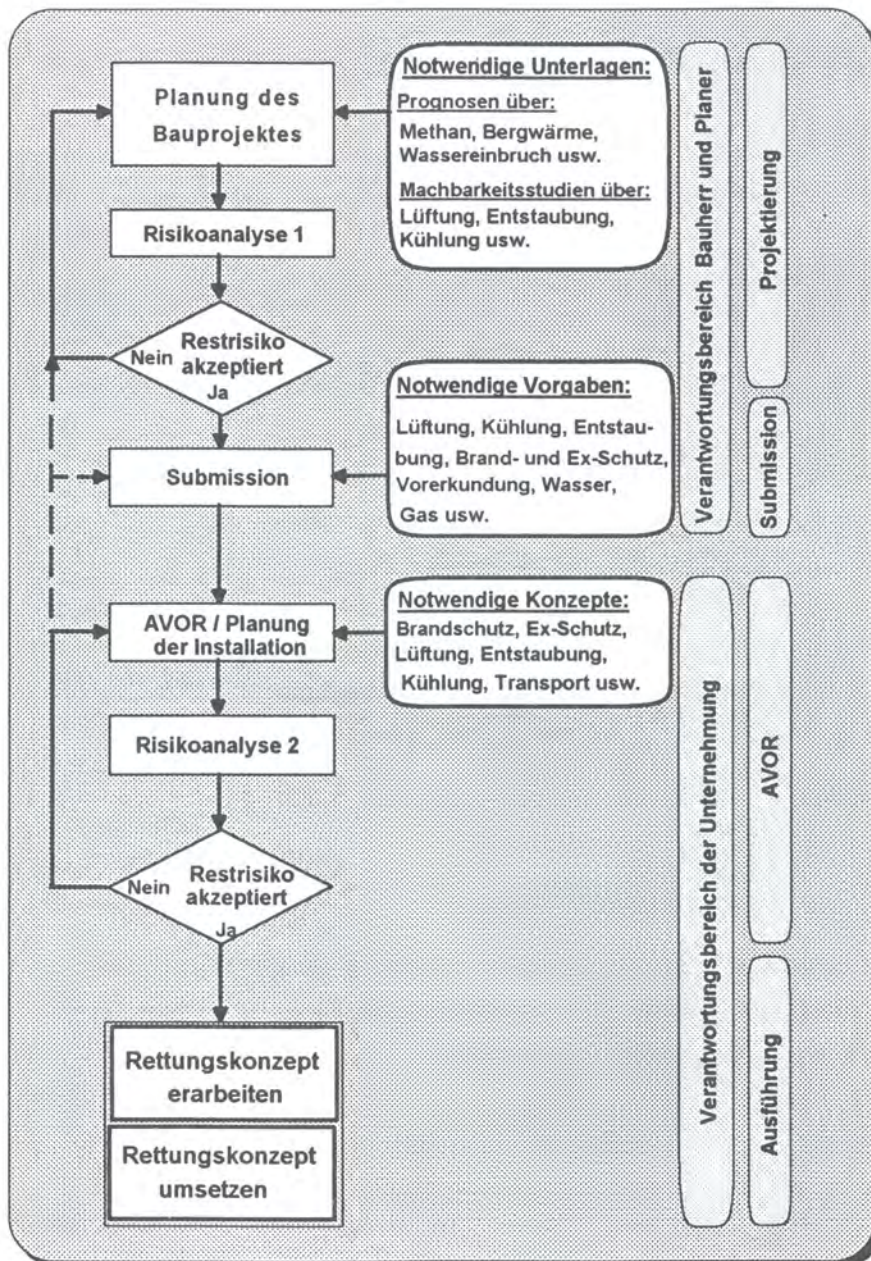 Planung des
Bauprojektes
Notwendige Unterlagen:
Prognosen über:
Methan, Bergwärme,
Wassereinbruch usw.
Machbarkeitsstudien über:
Lüftung, Entstaubung,
Kühlung usw.
Risikoanalyse 1
Restrisiko
Nein akzeptiert
Ja
Notwendige Vorgaben:
Lüftung, Kühlung, Entstau-
bung, Brand- und Ex-Schutz,
Vorerkundung, Wasser,
Gas usw.
Submission
AVOR / Planung
der Installation
Notwendige Konzepte:
Brandschutz, Ex-Schutz,
Lüftung, Entstaubung,
Kühlung, Transport usw.
Risikoanalyse 2
Restrisiko
Nein akzeptiert
Ja
Rettungskonzept
erarbeiten
Rettungskonzept
umsetzen
Verantwortungsbereich Bauherr und Planer
Projektierung
Submission
Verantwortungsbereich der Unternehmung
AVOR
Ausführung